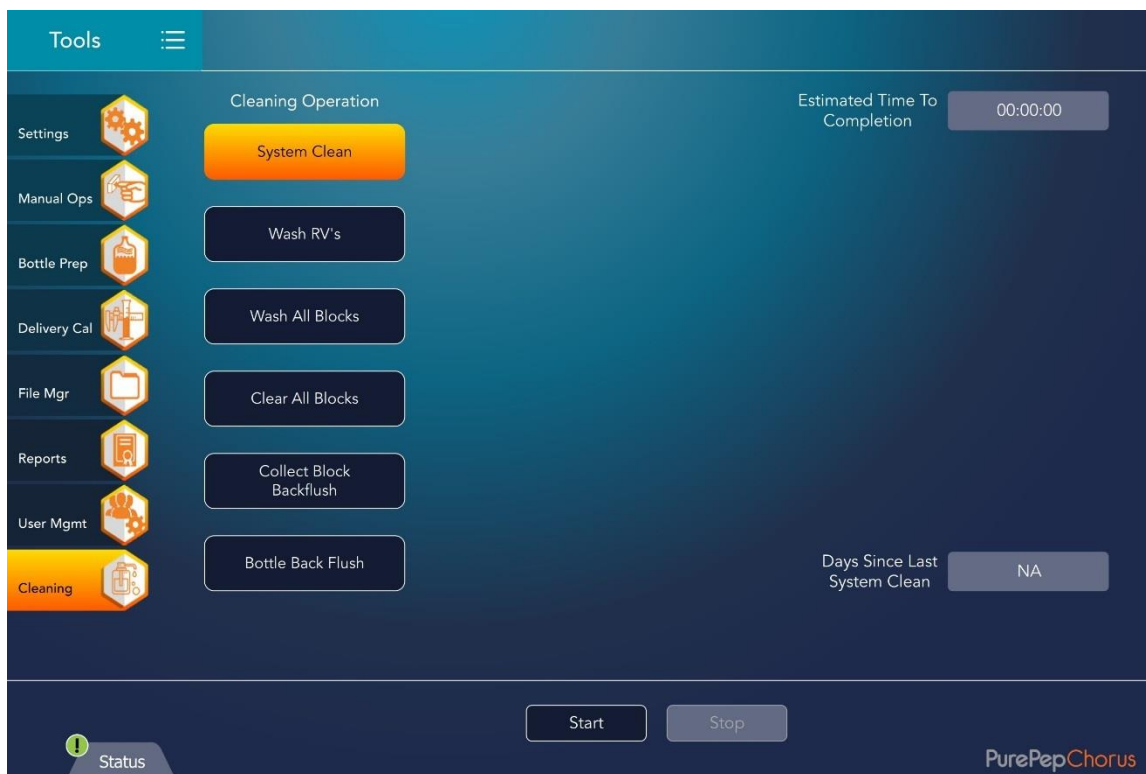 Tools
Settings
Manual Ops
Bottle Prep
Delivery Cal
File Mgr
Reports
User Mgmt
Cleaning
Cleaning Operation
System Clean
Wash RV's
Wash All Blocks
Clear All Blocks
Collect Block
Backflush
Bottle Back Flush
Estimated Time To
Completion
00:00:00
Days Since Last
System Clean
NA
Start
Stop
!
Status
PurePepChorus